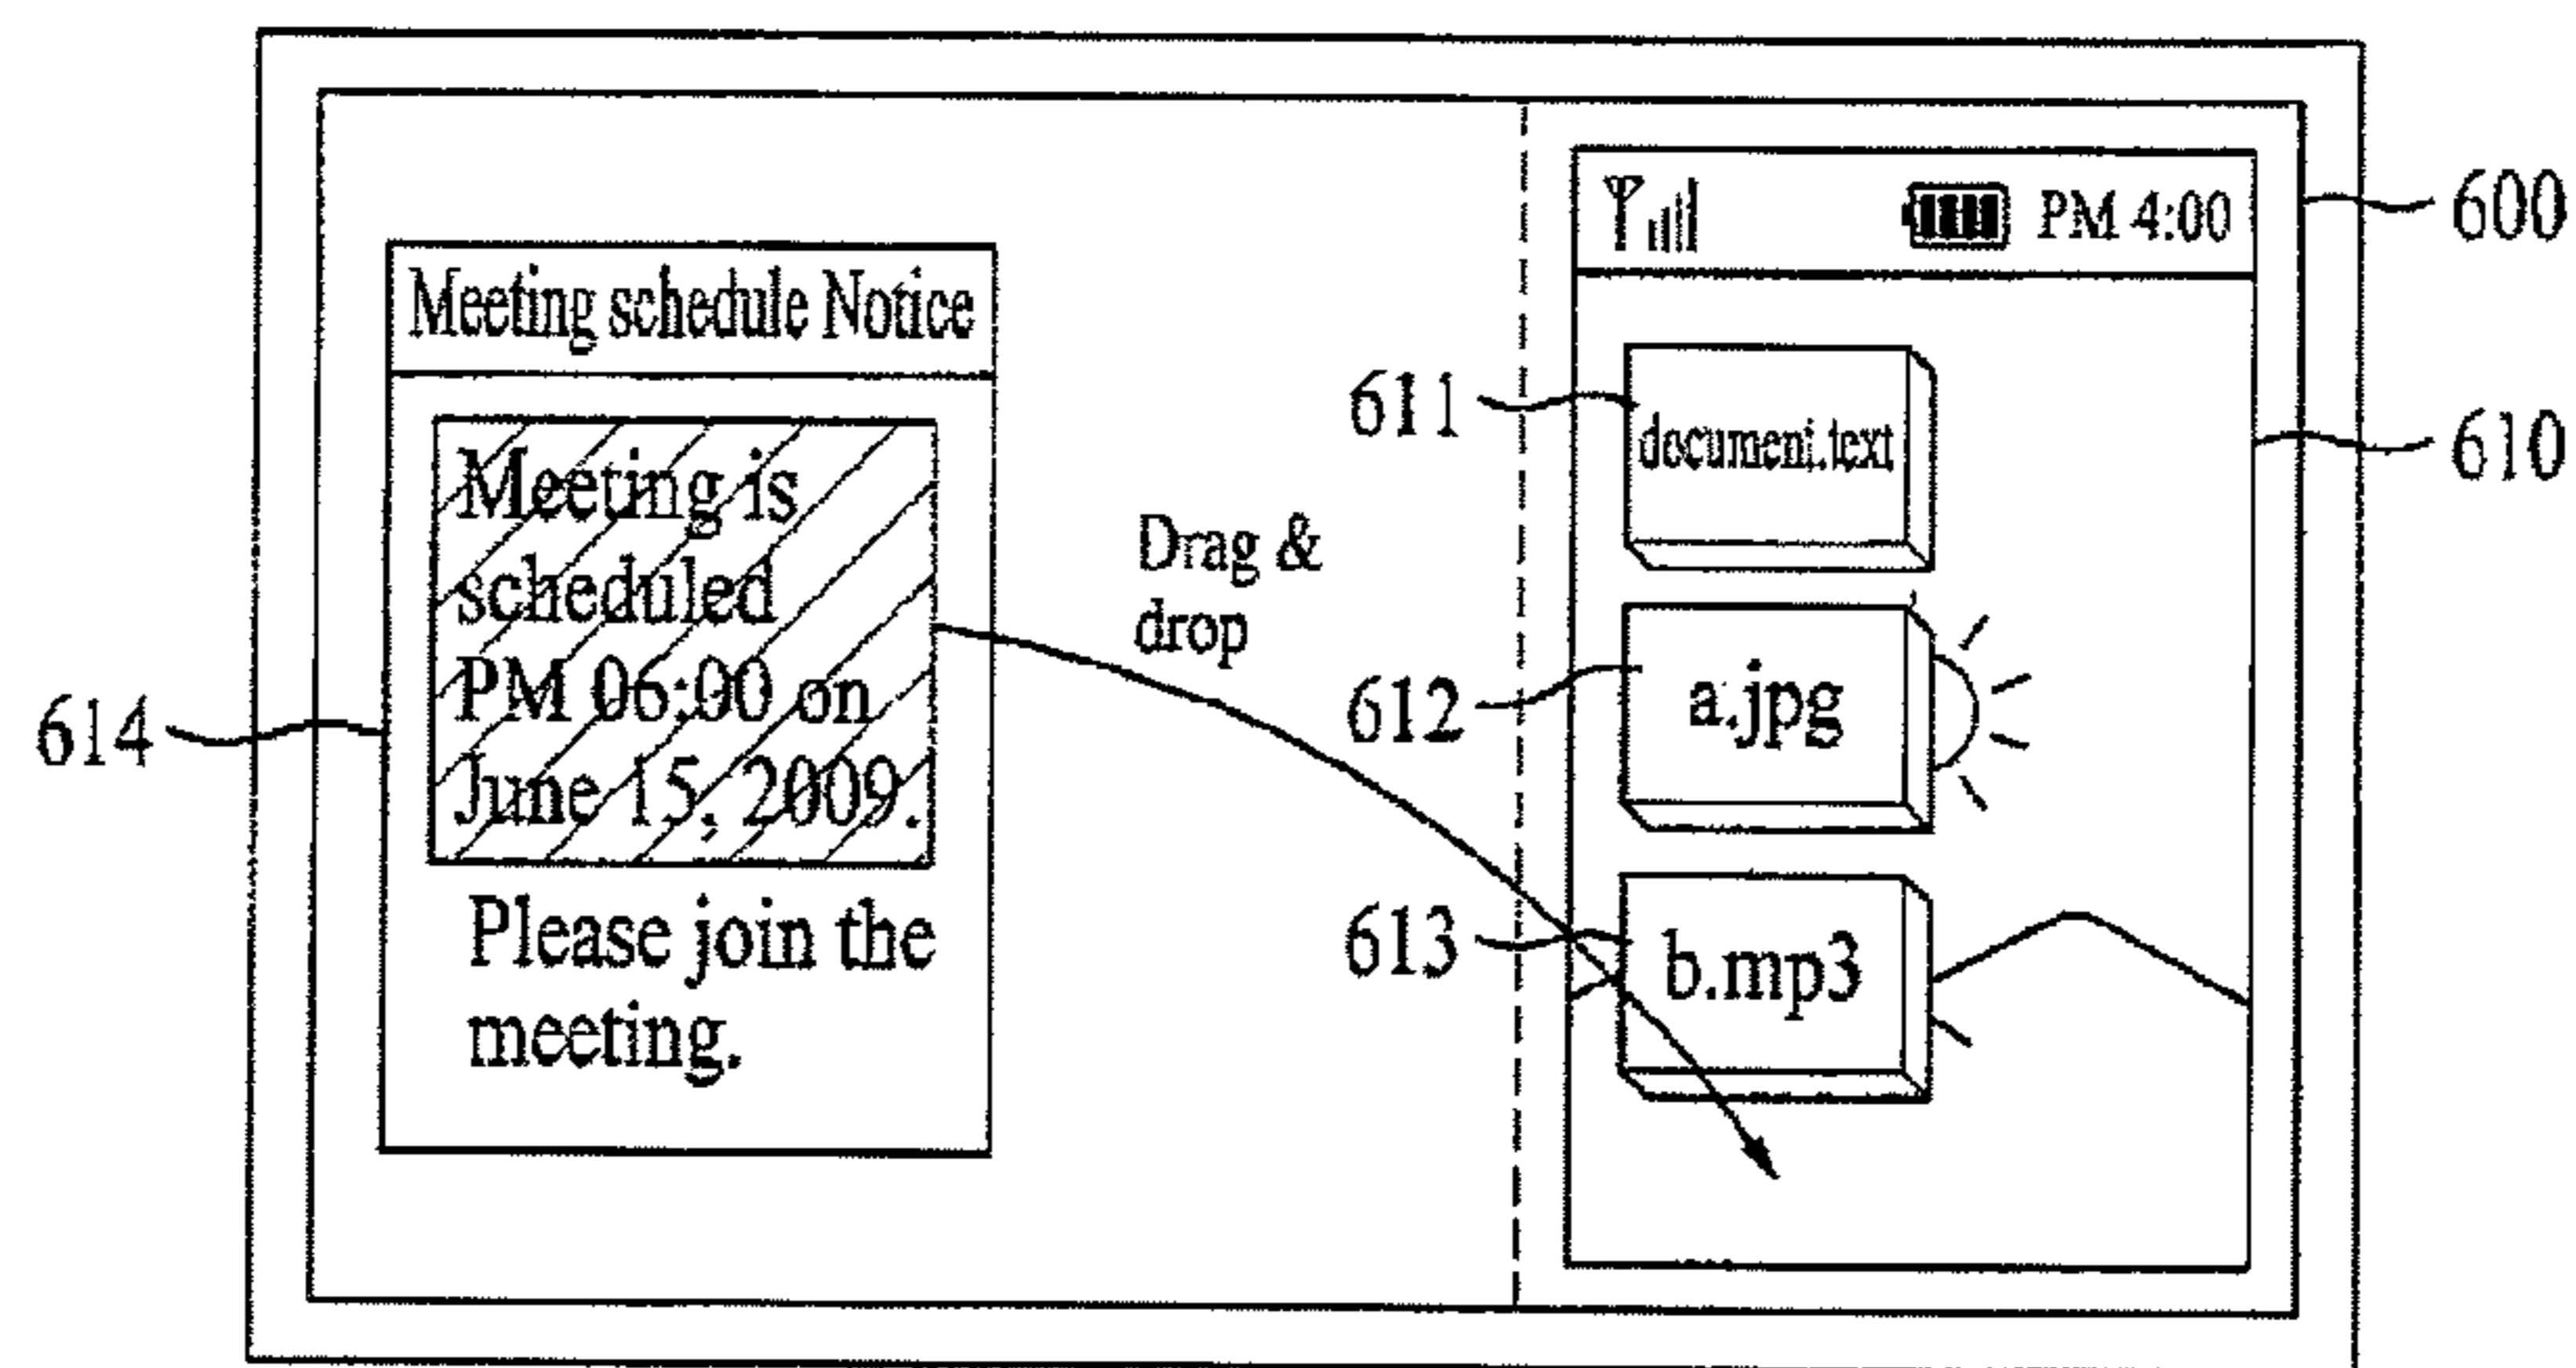 Meeting schedule Notice
Meeting is
scheduled
PM 06:00 on
June 15, 2009.
Please join the
meeting.
614
Drag &
drop
PM 4:00
611
documeni.text
612
a.jpg
613
b.mp3
600
610